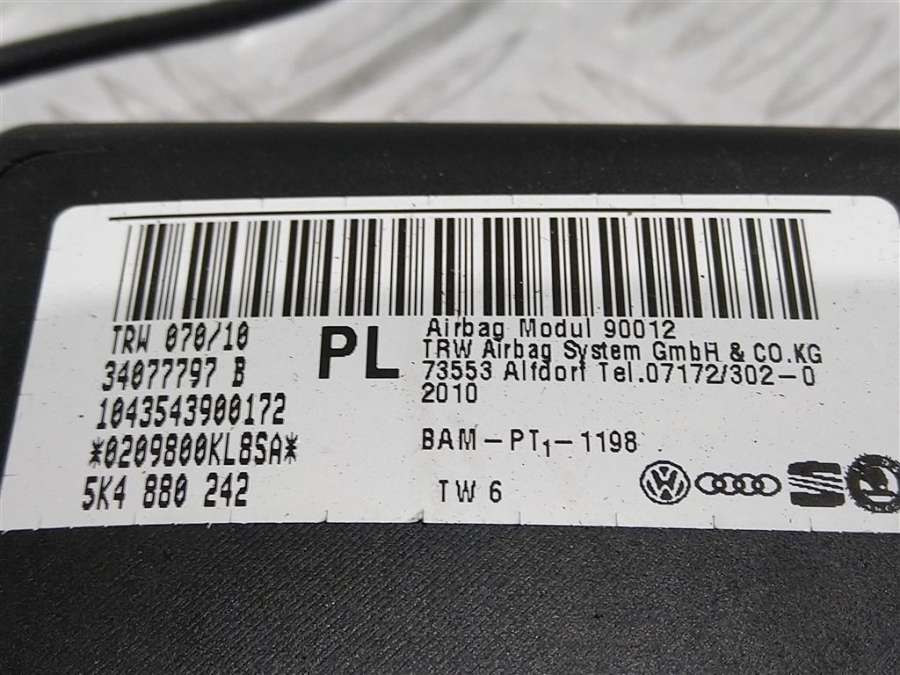 TRW 070/10
34077797 B
1043543900172
*0209800KL8SA*
5K4 880 242
PL
Airbag Modul 90012
TRW Airbag System GmbH & CO.KG
73553 Alfdorf Tel.07172/302-0
2010
BAM-PT1-1198
TW 6